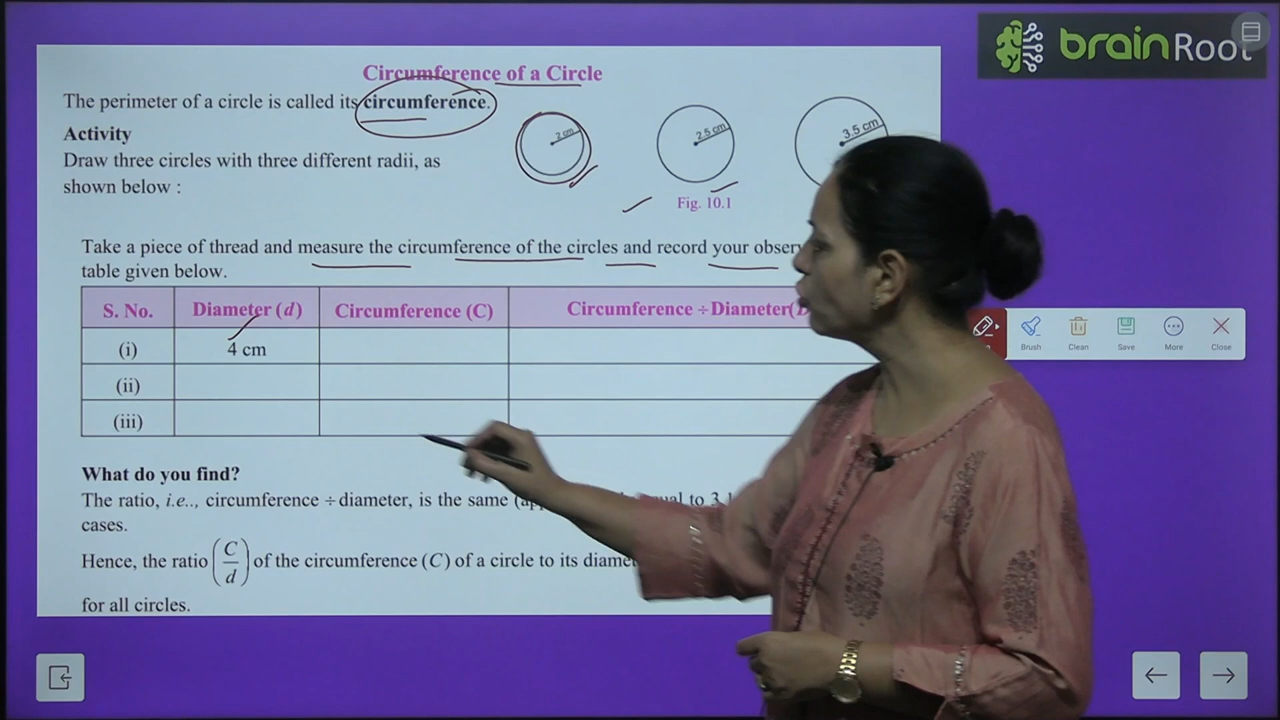 brainRoot
Circumference of a Circle
The perimeter of a circle is called its circumference.
Activity
Draw three circles with three different radii, as
shown below :
2 cm
2.5 cm
3.5 cm
Fig. 10.1
Take a piece of thread and measure the circumference of the circles and record your
table given below.
S. No. Diameter (d) Circumference (C) Circumference ÷ Diameter(
(i) 4 cm
(ii)
(iii)
What do you find?
The ratio, i.e.., circumference ÷ diameter, is the same to 3.1
cases.
Hence, the ratio (C/d) of the circumference (C) of a circle to its
for all circles.
Brush
Clean
Save
More
Close